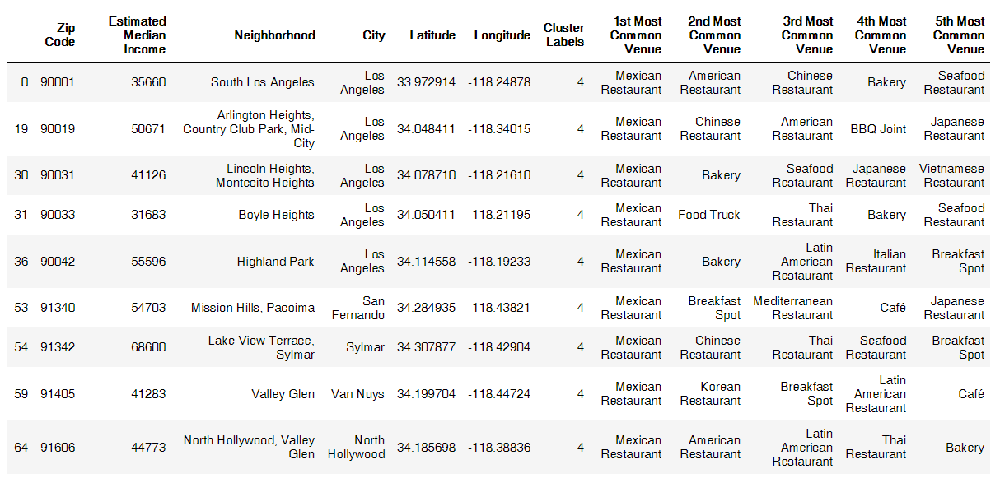 Zip Code Estimated Median Income Neighborhood City Latitude Longitude Cluster Labels 1st Most Common Venue 2nd Most Common Venue 3rd Most Common Venue 4th Most Common Venue 5th Most Common Venue
0 90001 35660 South Los Angeles Los Angeles 33.972914 -118.24878 4 Mexican Restaurant American Restaurant Chinese Restaurant Bakery Seafood Restaurant
19 90019 50671 Arlington Heights, Country Club Park, Mid-City Los Angeles 34.048411 -118.34015 4 Mexican Restaurant Chinese Restaurant American Restaurant BBQ Joint Japanese Restaurant
30 90031 41126 Lincoln Heights, Montecito Heights Los Angeles 34.078710 -118.21610 4 Mexican Restaurant Bakery Seafood Restaurant Japanese Restaurant Vietnamese Restaurant
31 90033 31683 Boyle Heights Los Angeles 34.050411 -118.21195 4 Mexican Restaurant Food Truck Thai Restaurant Bakery Seafood Restaurant
36 90042 55596 Highland Park Los Angeles 34.114558 -118.19233 4 Mexican Restaurant Bakery Latin American Restaurant Italian Restaurant Breakfast Spot
53 91340 54703 Mission Hills, Pacoima San Fernando 34.284935 -118.43821 4 Mexican Restaurant Breakfast Spot Mediterranean Restaurant Café Japanese Restaurant
54 91342 68600 Lake View Terrace, Sylmar Sylmar 34.307877 -118.42904 4 Mexican Restaurant Chinese Restaurant Thai Restaurant Seafood Restaurant Breakfast Spot
59 91405 41283 Valley Glen Van Nuys 34.199704 -118.44724 4 Mexican Restaurant Korean Restaurant Breakfast Spot Latin American Restaurant Café
64 91606 44773 North Hollywood, Valley Glen North Hollywood 34.185698 -118.38836 4 Mexican Restaurant American Restaurant Latin American Restaurant Thai Restaurant Bakery